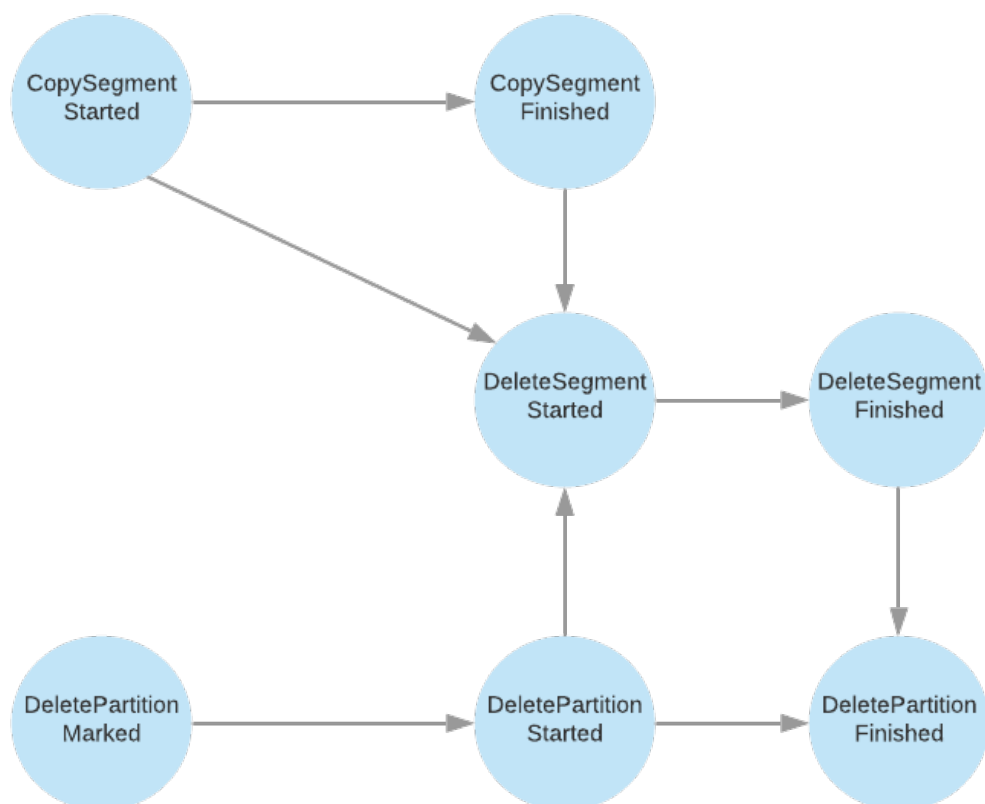 CopySegment
Started
CopySegment
Finished
DeleteSegment
Started
DeleteSegment
Finished
DeletePartition
Marked
DeletePartition
Started
DeletePartition
Finished